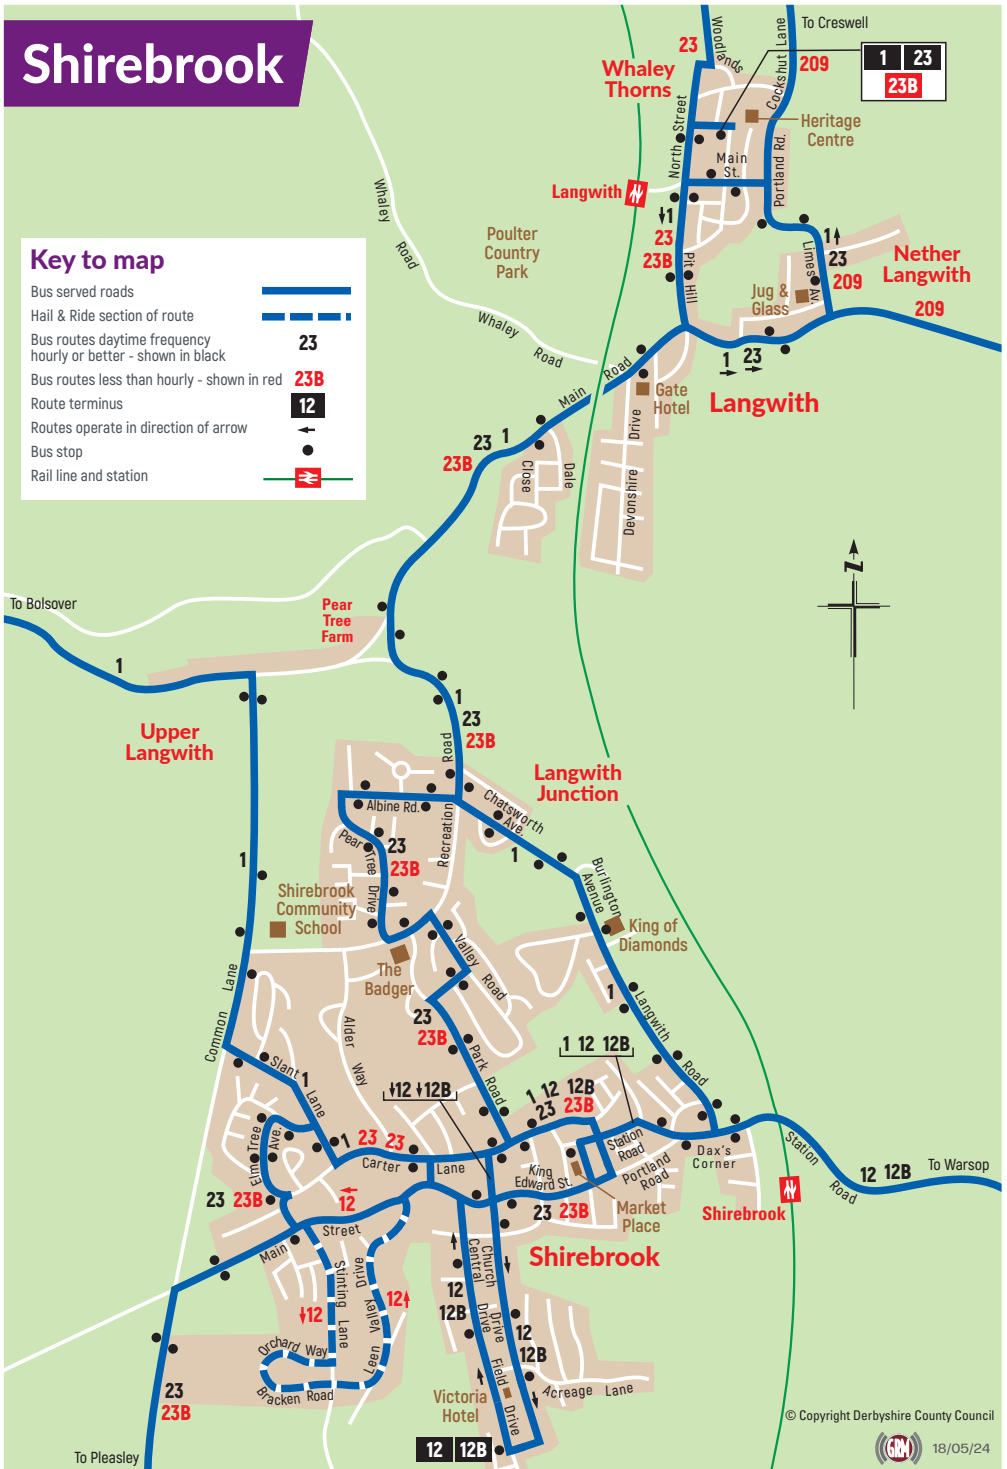 Shirebrook
Key to map
Bus served roads
Hail & Ride section of route
Bus routes daytime frequency
hourly or better - shown in black
23
Bus routes less than hourly - shown in red
23B
Route terminus
12
Routes operate in direction of arrow
Bus stop
Rail line and station
To Creswell
Woodlands
23
Cockshut Lane
209
1 23
23B
Whaley
Thorns
North Street
Heritage
Centre
Main
St.
Portland Rd.
Langwith
1
23
23B
Pit Hill
Whaley
Road
Poulter
Country
Park
Limes Av.
1
23
209
Nether
Langwith
209
Jug &
Glass
Whaley
Road
1 23
Main Road
Gate
Hotel
Langwith
23 1
23B
Close
Dale
Devonshire Drive
To Bolsover
Pear
Tree
Farm
1
Upper
Langwith
1
23
23B
Recreation Road
Langwith
Junction
Albine Rd.
Chatsworth
Ave.
Pear Tree Drive
23
23B
1
1
Burlington
Avenue
Shirebrook
Community
School
King of
Diamonds
The
Badger
Valley Road
Common Lane
1
Langwith Road
23
23B
Alder Way
Park Road
1 12 12B
Slant Lane
1
12 12B
1 12 12B
23 23B
Elm Tree Ave.
1 23 23
Carter Lane
Station
Road
Portland
Road
Dax's
Corner
Station Road
12 12B
To Warsop
King
Edward St.
23 23B
12
23 23B
Market
Place
Shirebrook
Shirebrook
Main Street
Stinting Lane
Leen Valley Drive
12
12
Church Drive
Central Drive
12
12B
12
12B
Orchard Way
Bracken Road
Field Drive
Acreage Lane
Victoria
Hotel
23
23B
12 12B
To Pleasley
© Copyright Derbyshire County Council
GRM
18/05/24